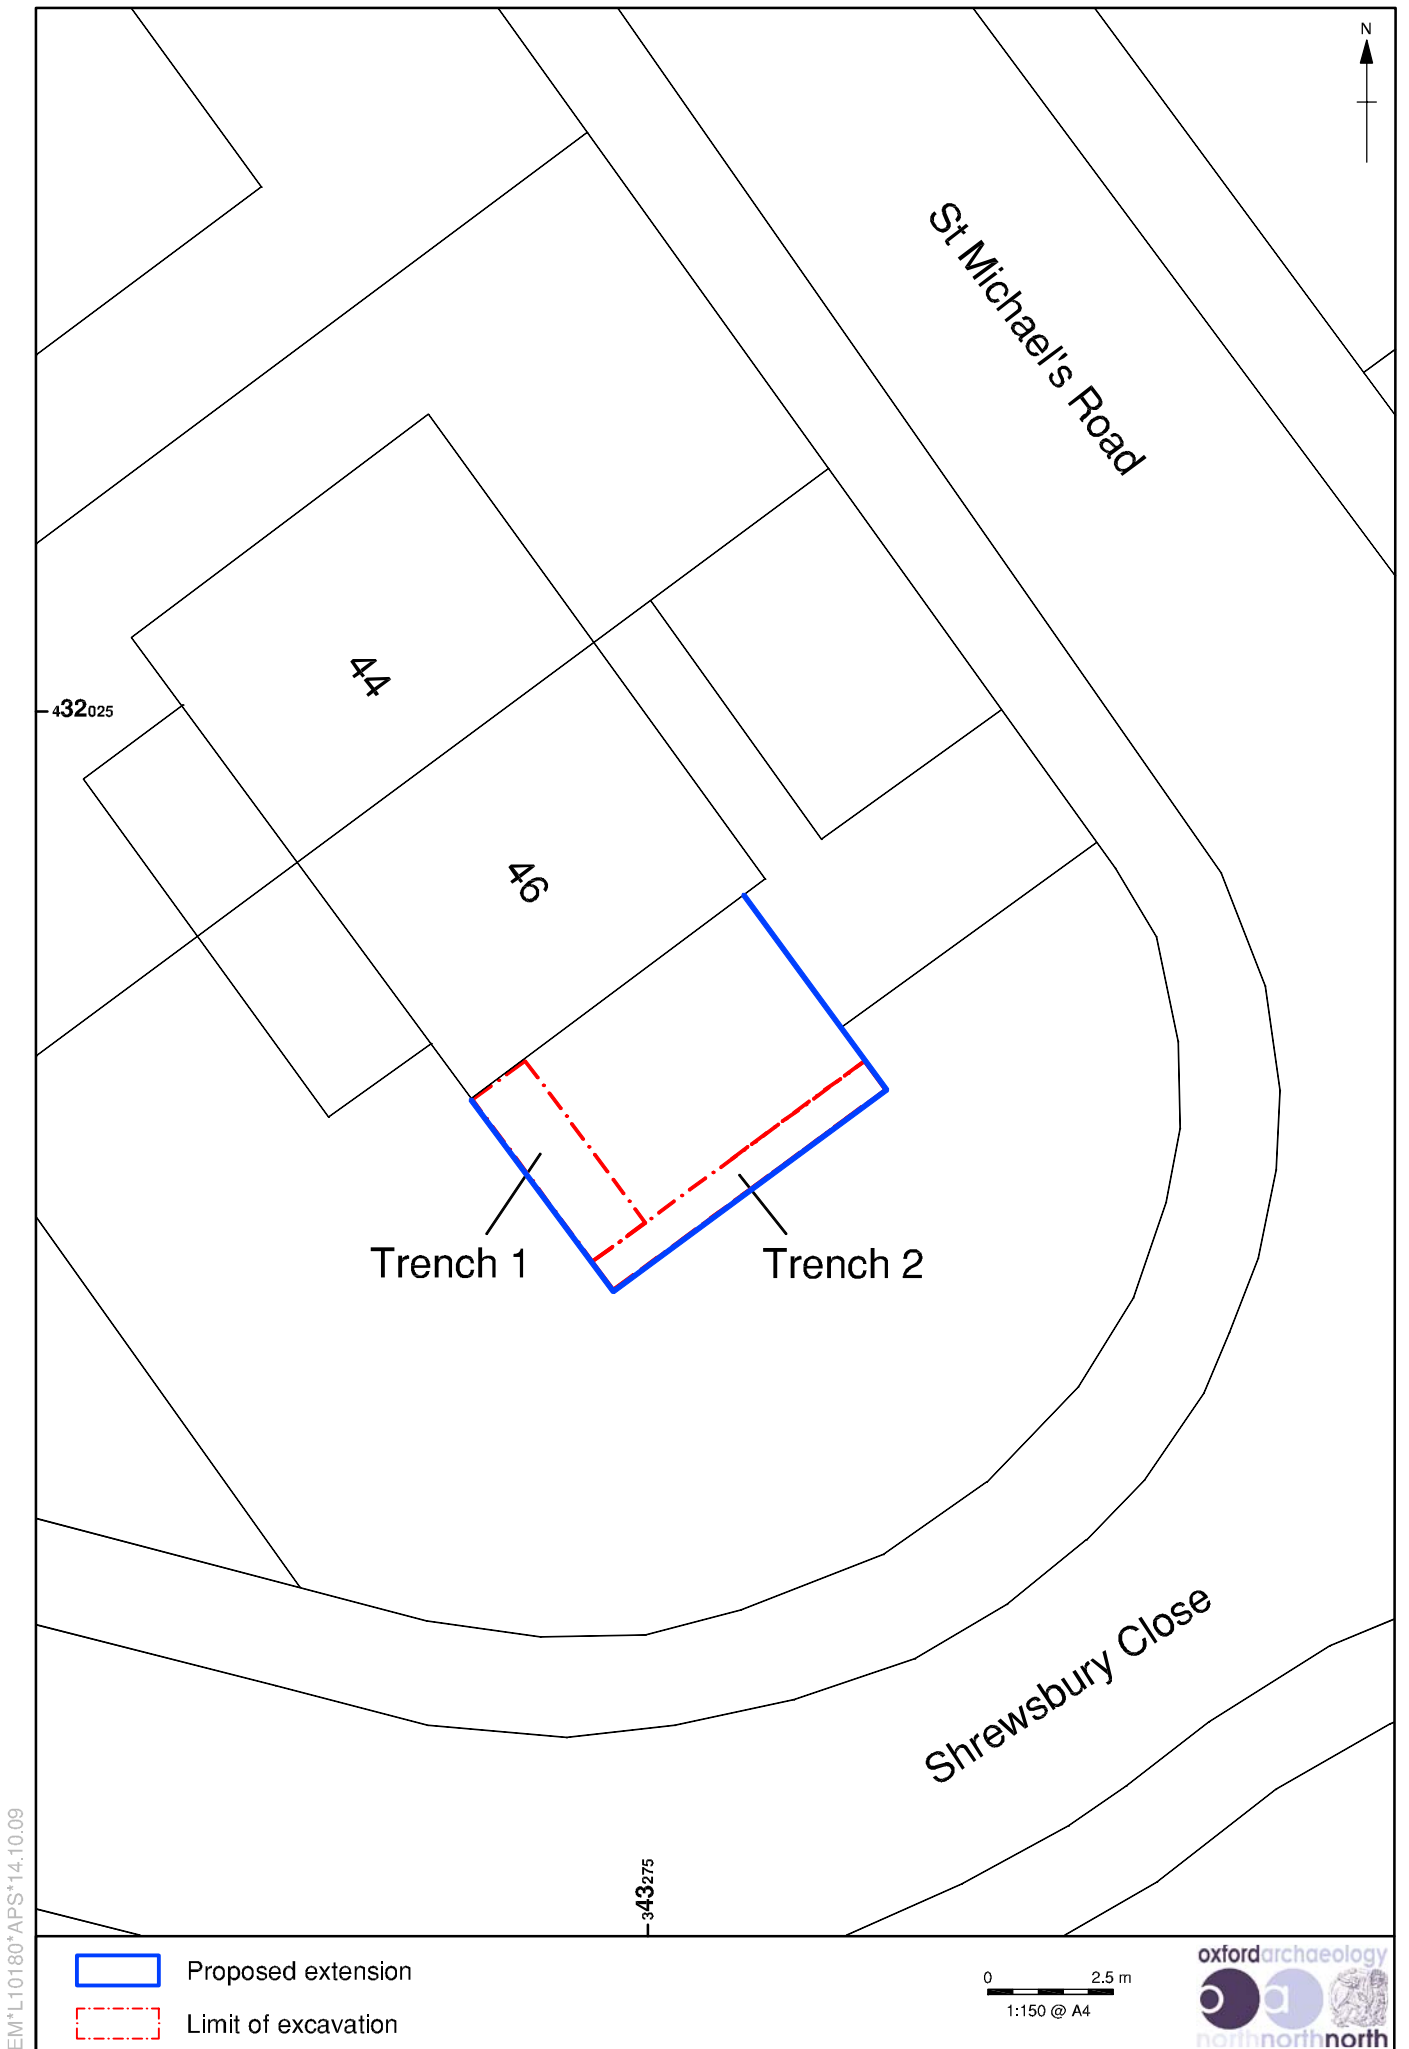 N
St Michael's Road
44
432025
46
Trench 1
Trench 2
Shrewsbury Close
343275
EM*L10180*APS*14.10.09
Proposed extension
Limit of excavation
0 2.5 m
1:150 @ A4
oxfordarchaeology
o a
northnorthnorth